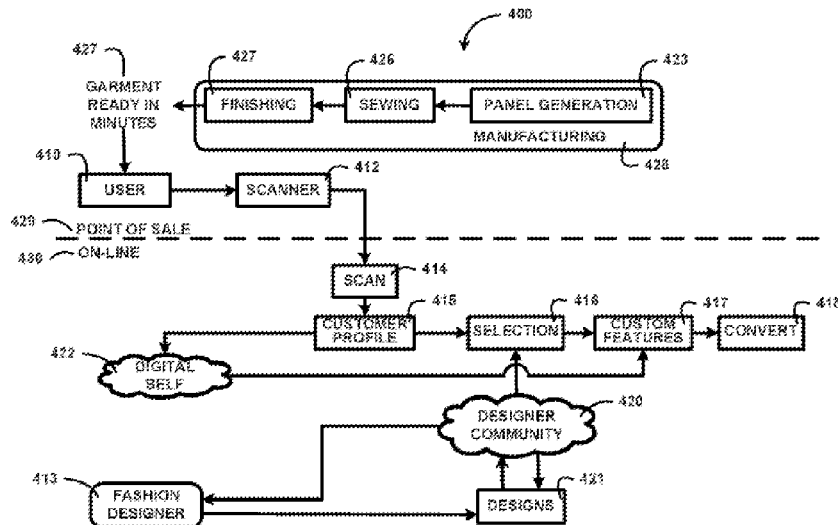 400
427
427
426
423
GARMENT
READY IN
MINUTES
FINISHING
SEWING
PANEL GENERATION
MANUFACTURING
428
410
412
USER
SCANNER
429
POINT OF SALE
430
ON-LINE
SCAN
414
415
416
417
418
CUSTOMER
PROFILE
SELECTION
CUSTOM
FEATURES
CONVERT
422
DIGITAL
SELF
420
DESIGNER
COMMUNITY
413
FASHION
DESIGNER
DESIGNS
421